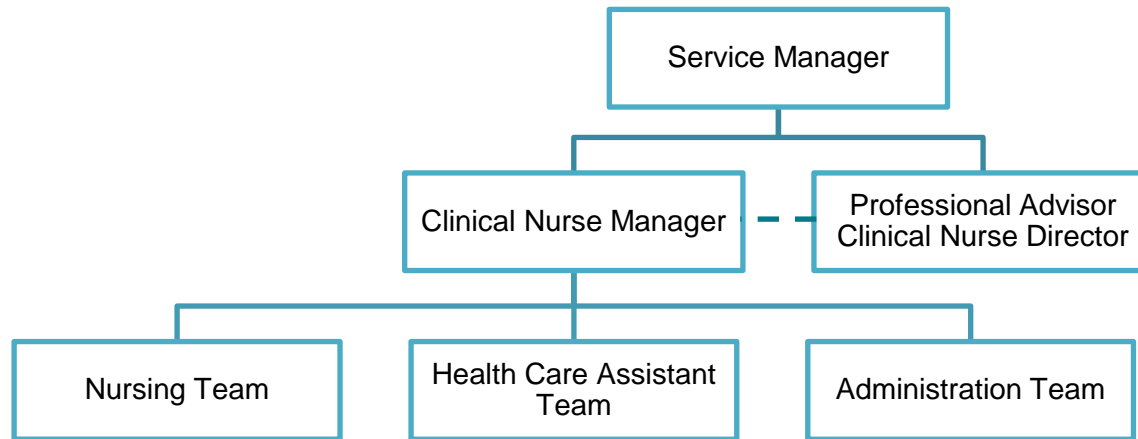 Service Manager
Clinical Nurse Manager
Professional Advisor
Clinical Nurse Director
Nursing Team
Health Care Assistant
Team
Administration Team